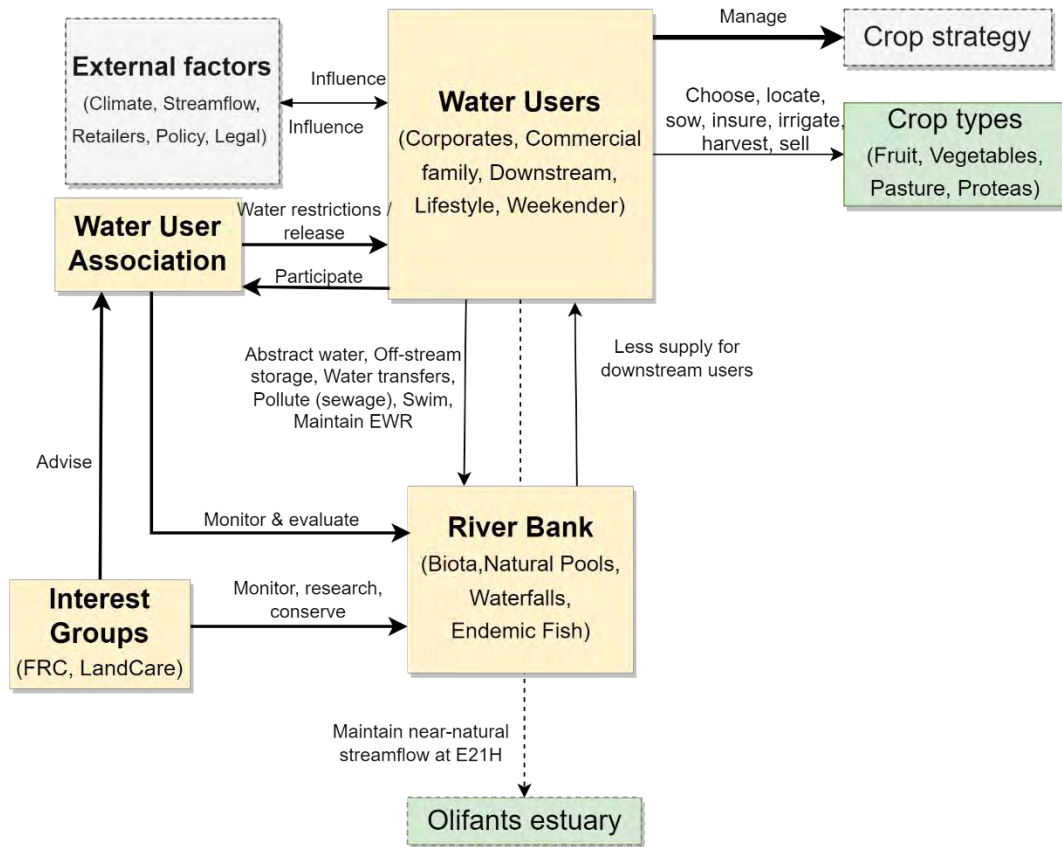 Manage
Crop strategy
External factors
(Climate, Streamflow,
Retailers, Policy, Legal)
Influence
Influence
Water Users
(Corporates, Commercial
family, Downstream,
Lifestyle, Weekender)
Choose, locate,
sow, insure, irrigate,
harvest, sell
Crop types
(Fruit, Vegetables,
Pasture, Proteas)
Water User
Association
Water restrictions /
release
Participate
Abstract water, Off-stream
storage, Water transfers,
Pollute (sewage), Swim,
Maintain EWR
Less supply for
downstream users
Advise
Monitor & evaluate
River Bank
(Biota,Natural Pools,
Waterfalls,
Endemic Fish)
Interest
Groups
(FRC, LandCare)
Monitor, research,
conserve
Maintain near-natural
streamflow at E21H
Olifants estuary